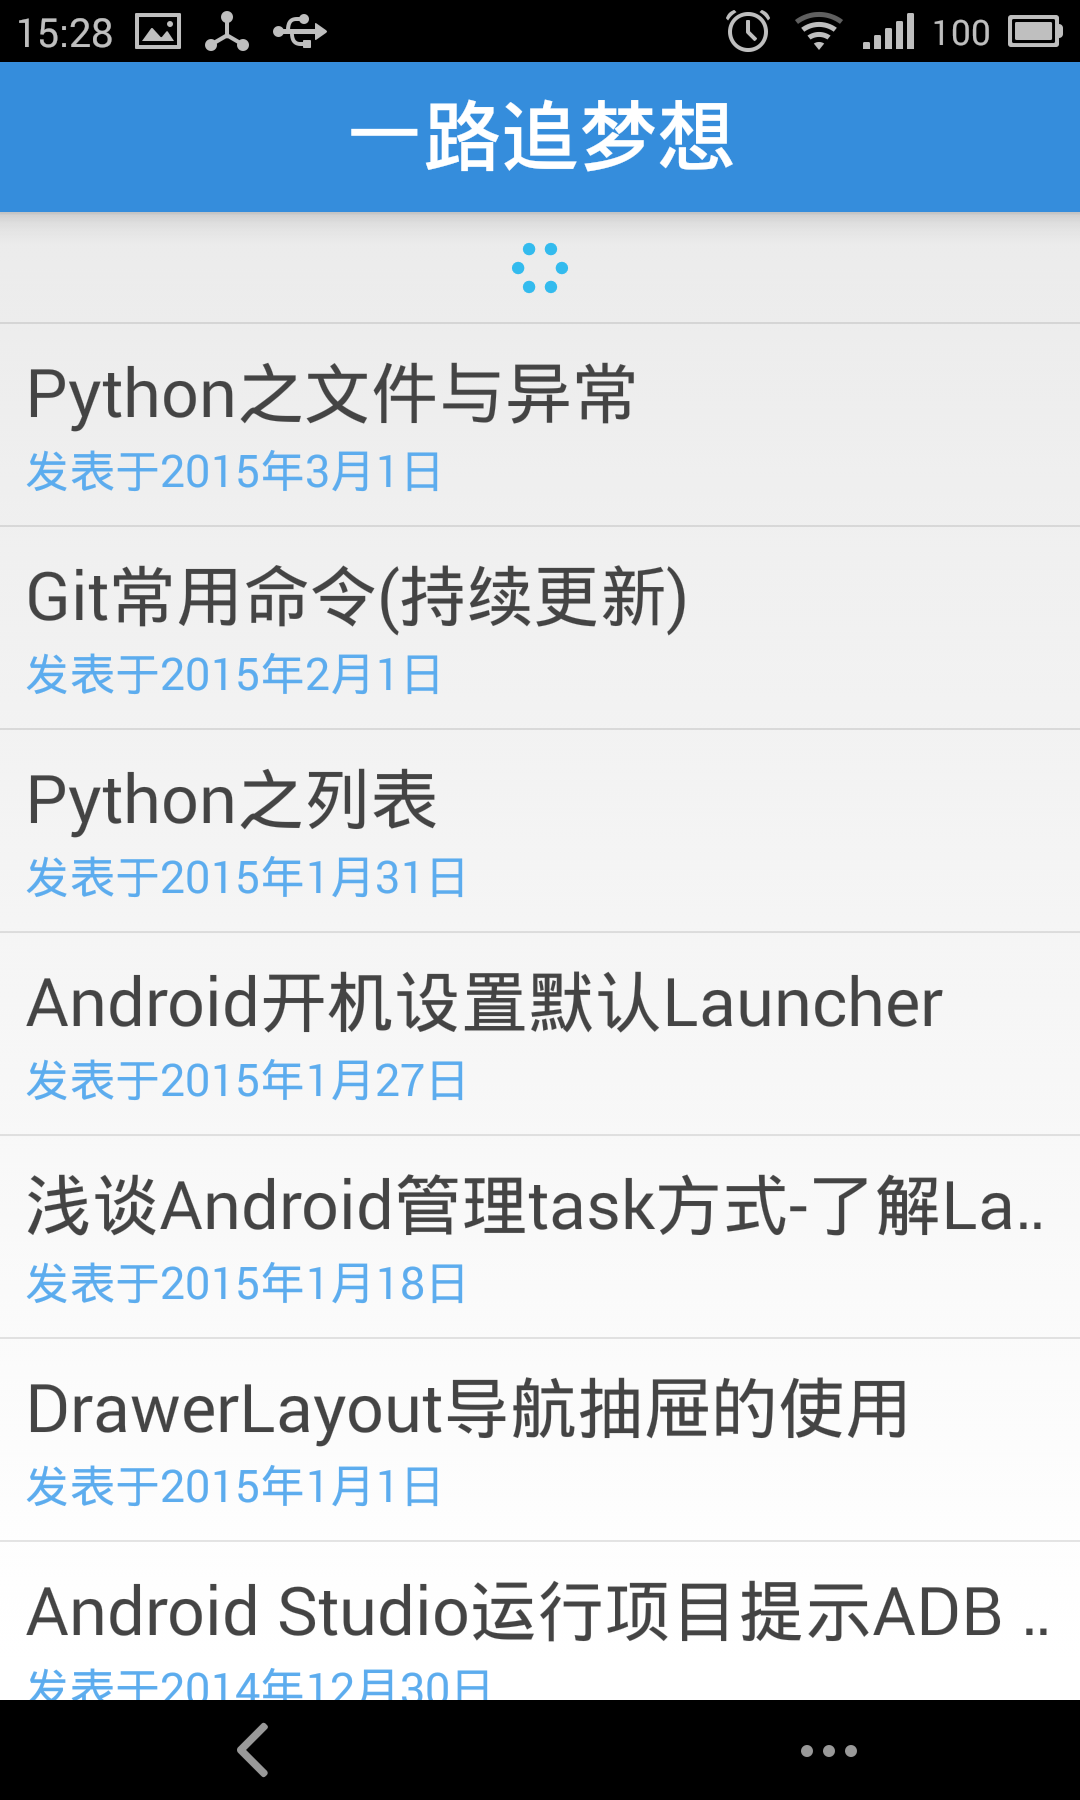 15:28
100
一路追梦想
Python之文件与异常
发表于2015年3月1日
Git常用命令(持续更新)
发表于2015年2月1日
Python之列表
发表于2015年1月31日
Android开机设置默认Launcher
发表于2015年1月27日
浅谈Android管理task方式-了解La..
发表于2015年1月18日
DrawerLayout导航抽屉的使用
发表于2015年1月1日
Android Studio运行项目提示ADB ..
发表于2014年12月30日